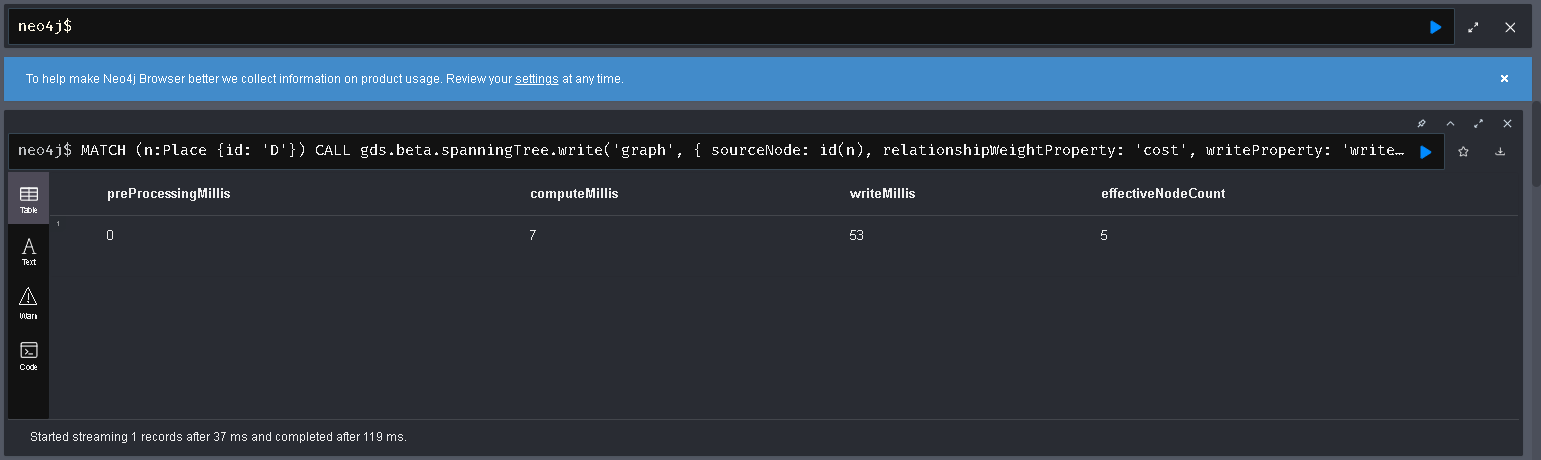 neo4j$
To help make Neo4j Browser better we collect information on product usage. Review your settings at any time.
neo4j$ MATCH (n:Place {id: 'D'}) CALL gds.beta.spanningTree.write('graph', { sourceNode: id(n), relationshipWeightProperty: 'cost', writeProperty: 'write…
Table
Text
Warn
Code
preProcessingMillis computeMillis writeMillis effectiveNodeCount
1 0 7 53 5
Started streaming 1 records after 37 ms and completed after 119 ms.